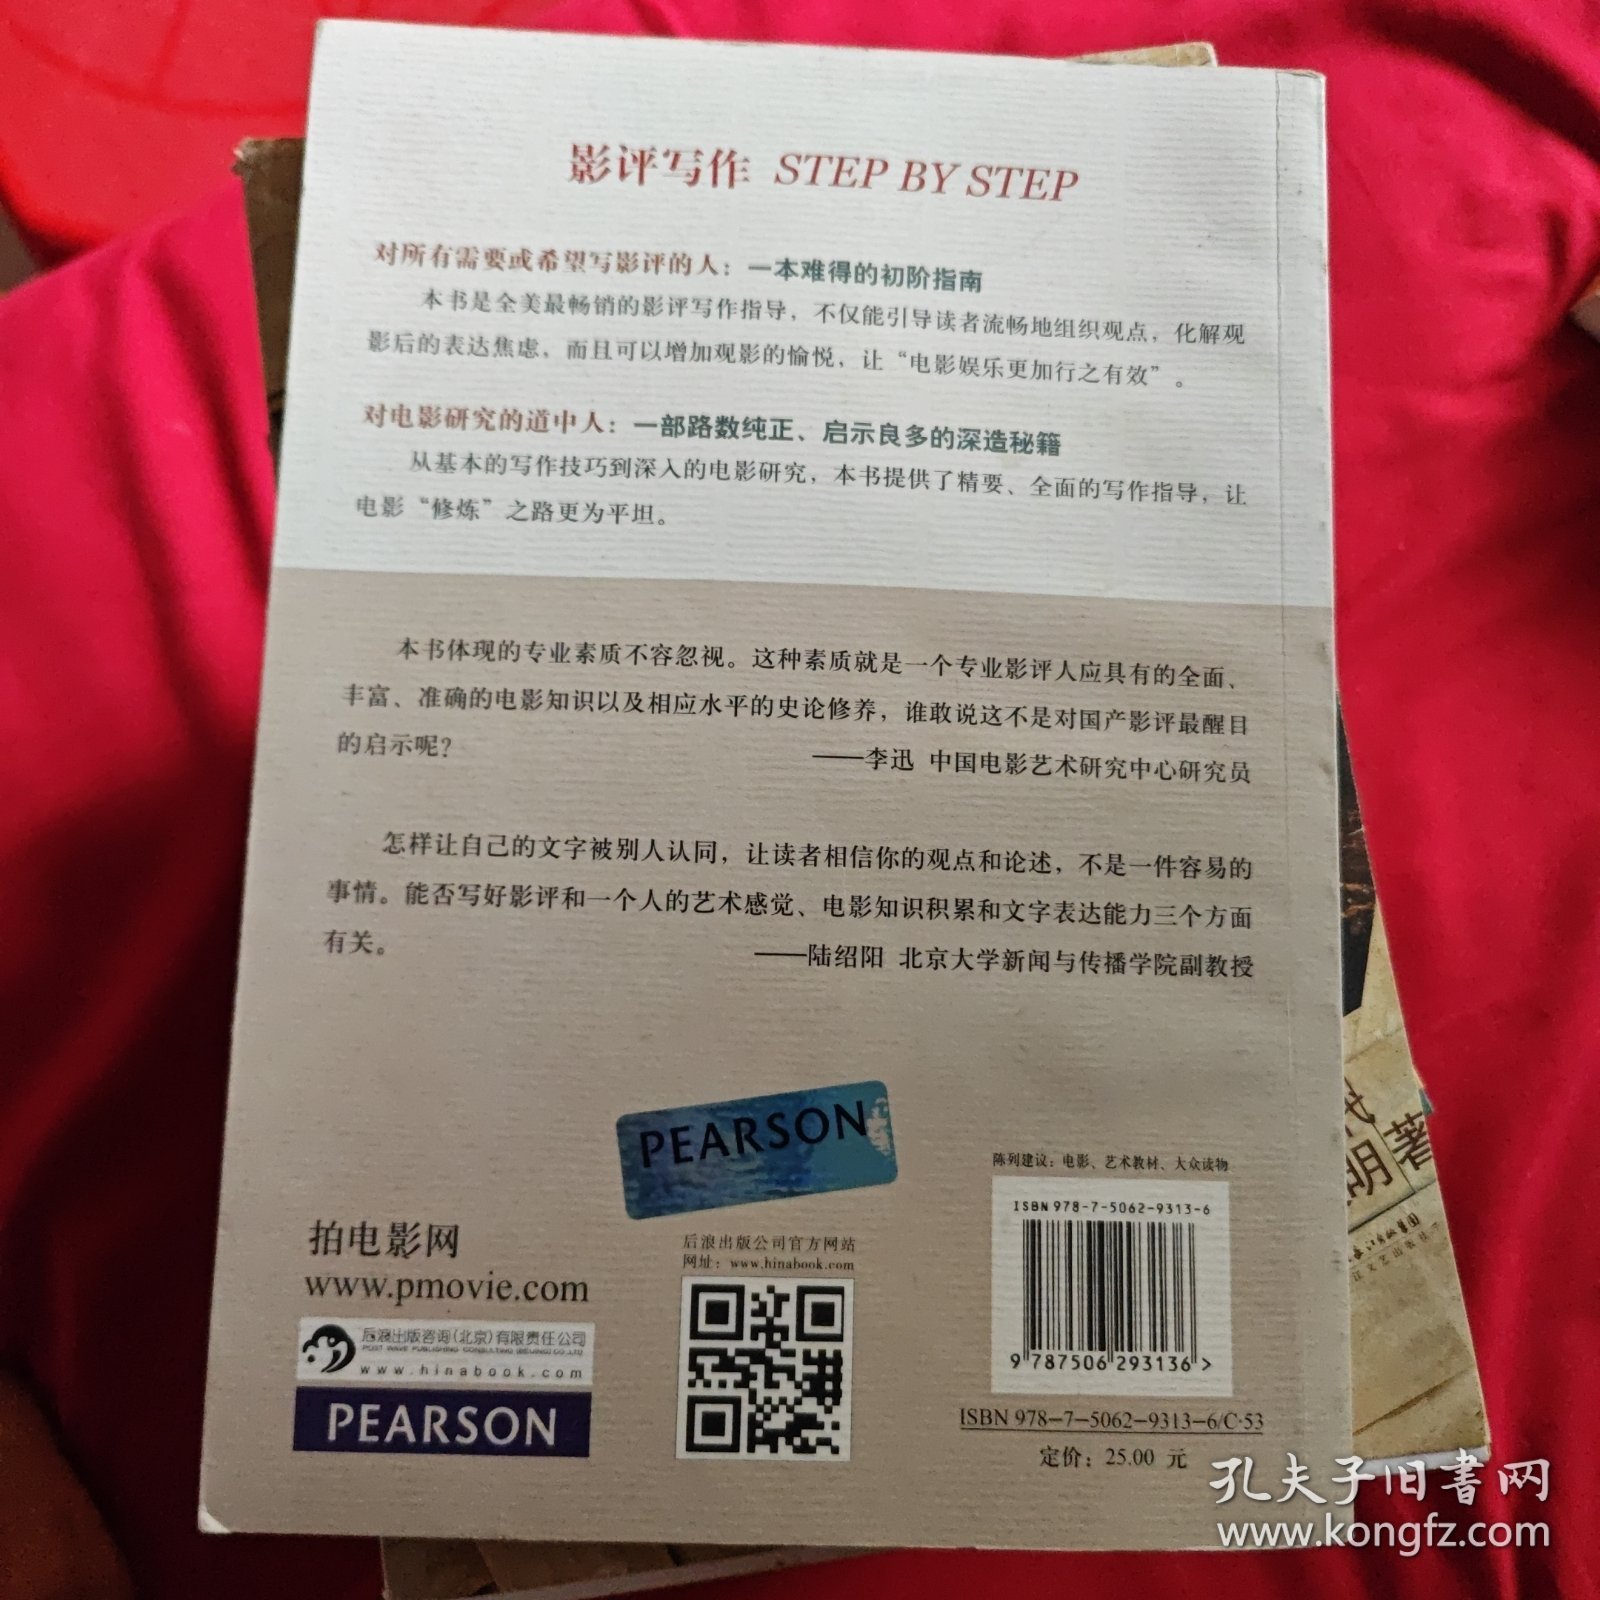 影评写作 STEP BY STEP
对所有需要或希望写影评的人：一本难得的初阶指南
本书是全美最畅销的影评写作指导，不仅能引导读者流畅地组织观点，化解观
影后的表达焦虑，而且可以增加观影的愉悦，让“电影娱乐更加行之有效”。
对电影研究的道中人：一部路数纯正、启示良多的深造秘籍
从基本的写作技巧到深入的电影研究，本书提供了精要、全面的写作指导，让
电影“修炼”之路更为平坦。
本书体现的专业素质不容忽视。这种素质就是一个专业影评人应具有的全面、
丰富、准确的电影知识以及相应水平的史论修养，谁敢说这不是对国产影评最醒目
的启示呢？
——李迅 中国电影艺术研究中心研究员
怎样让自己的文字被别人认同，让读者相信你的观点和论述，不是一件容易的
事情。能否写好影评和一个人的艺术感觉、电影知识积累和文字表达能力三个方面
有关。
——陆绍阳 北京大学新闻与传播学院副教授
PEARSON
陈列建议：电影、艺术教材、大众读物
ISBN 978-7-5062-9313-6
9 787506 293136 >
ISBN 978-7-5062-9313-6/C·53
定价：25.00 元
拍电影网
www.pmovie.com
后浪出版咨询(北京)有限责任公司
POST WAVE PUBLISHING CONSULTING (BEIJING) CO.,LTD
www.hinabook.com
PEARSON
后浪出版公司官方网站
网址：www.hinabook.com
著
孔夫子旧书网
www.kongfz.com